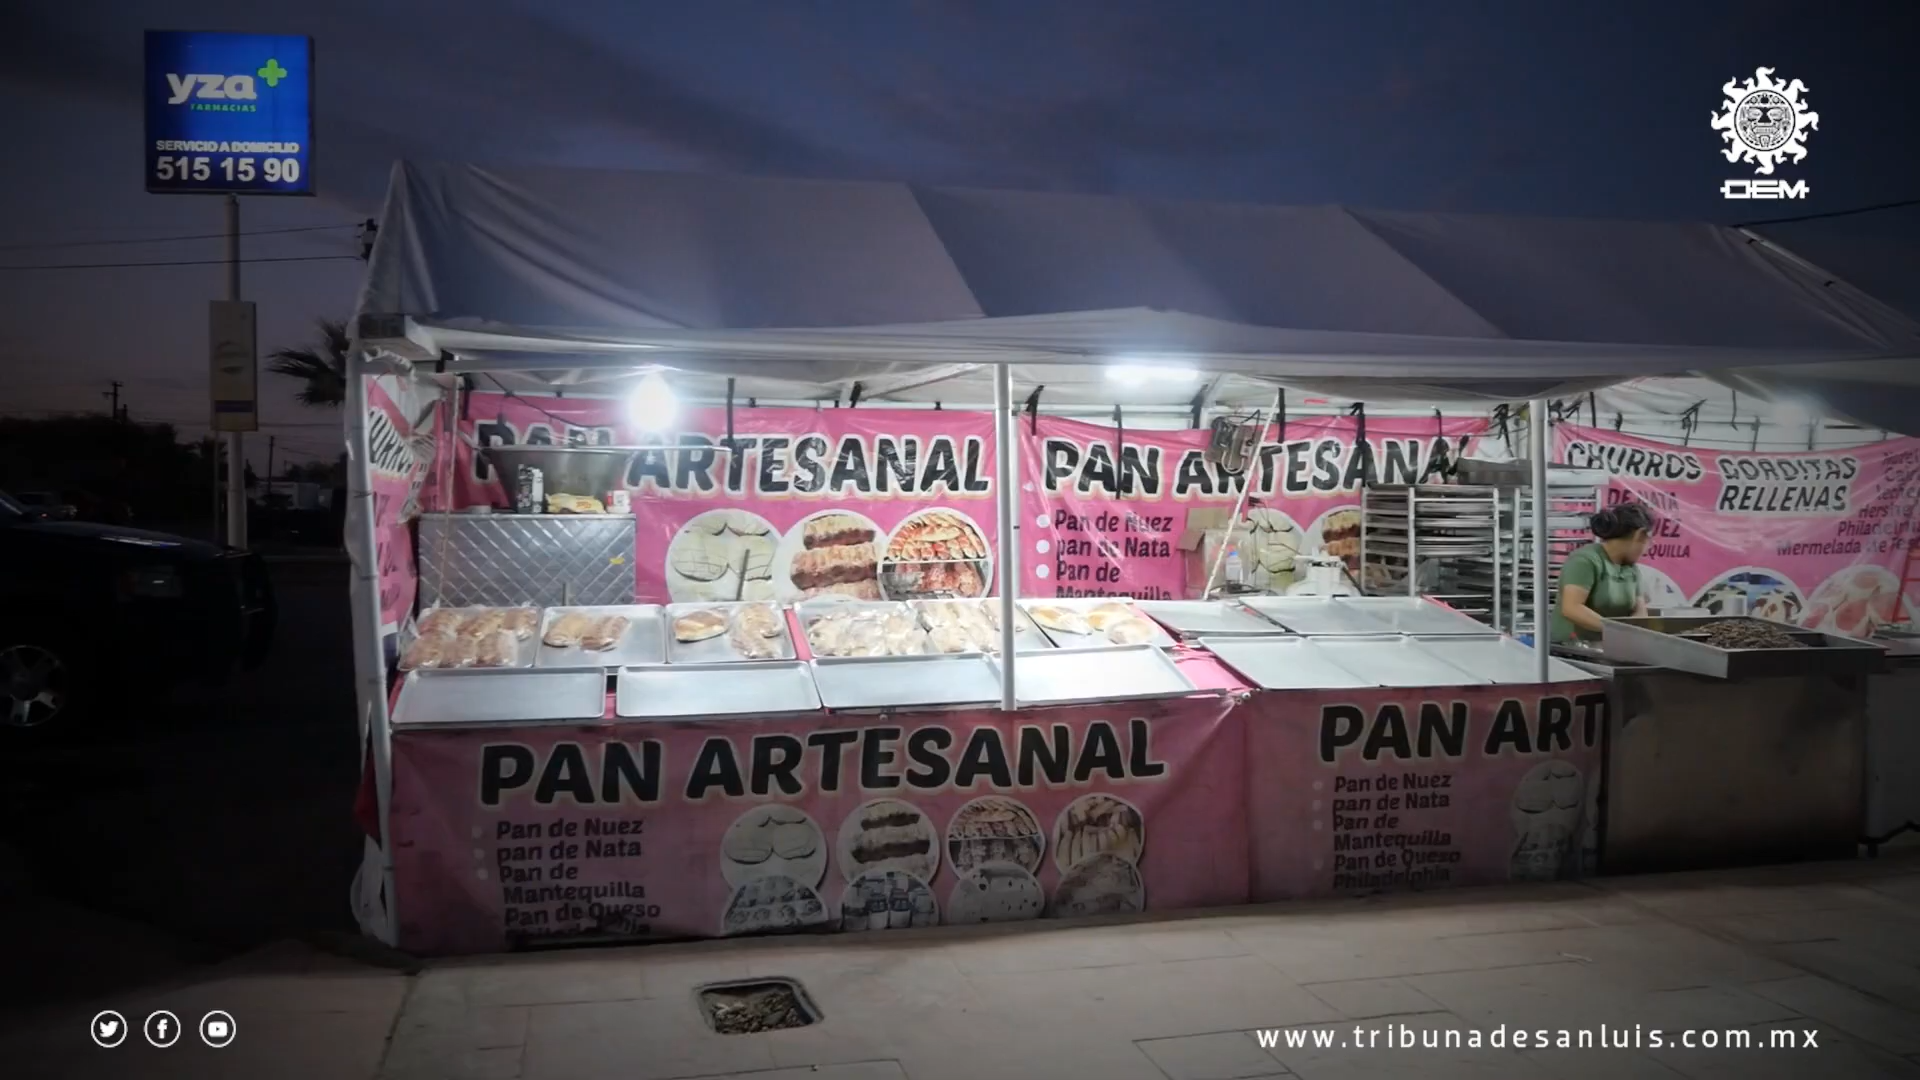 yza
FARMACIAS
SERVICIO A DOMICILIO
515 15 90
OEM
PAN ARTESANAL
PAN ARTESANAL
Pan de Nuez
pan de Nata
Pan de
Mantequilla
CHURROS
GORDITAS
RELLENAS
DE NATA
Mermelada de
PAN ARTESANAL
Pan de Nuez
pan de Nata
Pan de
Mantequilla
Pan de Queso
PAN ART
Pan de Nuez
pan de Nata
Pan de
Mantequilla
Pan de Queso
Philadelphia
www.tribunadesanluis.com.mx